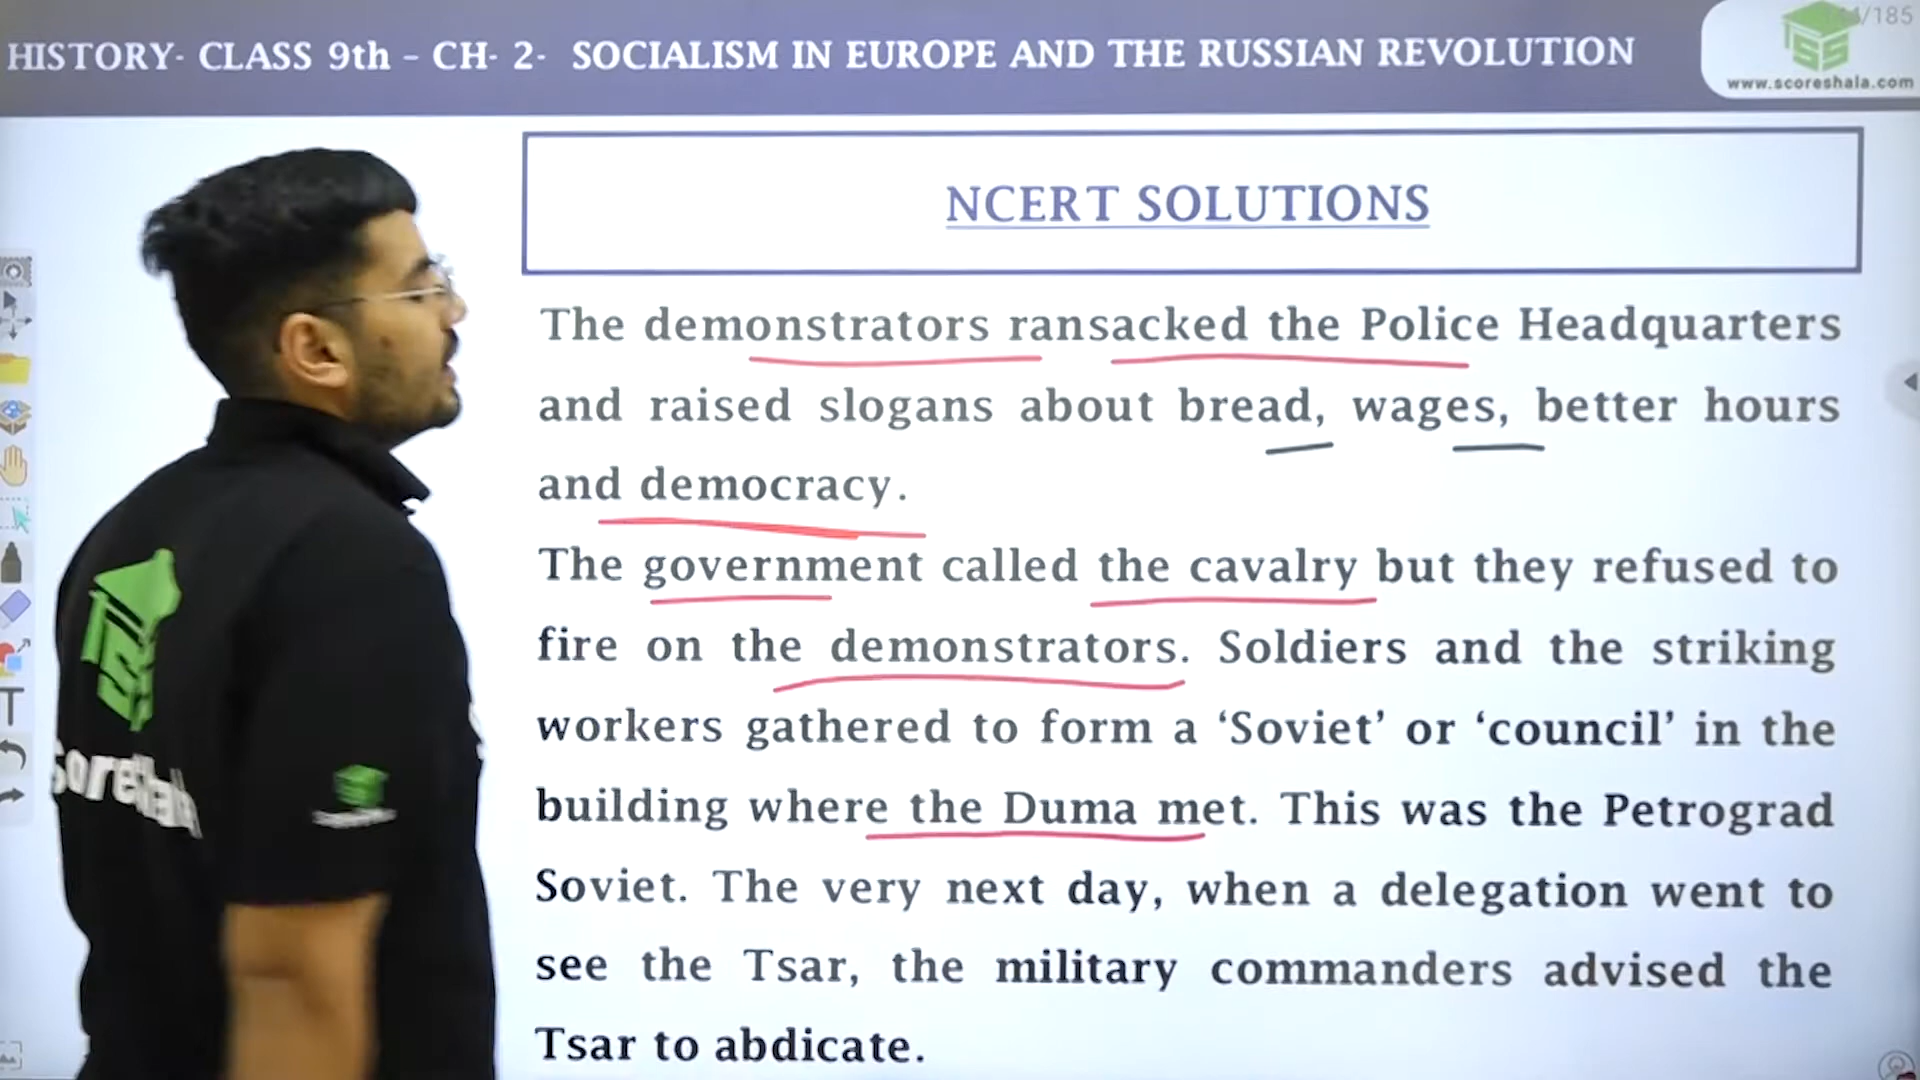 HISTORY- CLASS 9th – CH- 2- SOCIALISM IN EUROPE AND THE RUSSIAN REVOLUTION
/185
www.scoreshala.com
NCERT SOLUTIONS
The demonstrators ransacked the Police Headquarters
and raised slogans about bread, wages, better hours
and democracy.
The government called the cavalry but they refused to
fire on the demonstrators. Soldiers and the striking
workers gathered to form a ‘Soviet’ or ‘council’ in the
building where the Duma met. This was the Petrograd
Soviet. The very next day, when a delegation went to
see the Tsar, the military commanders advised the
Tsar to abdicate.